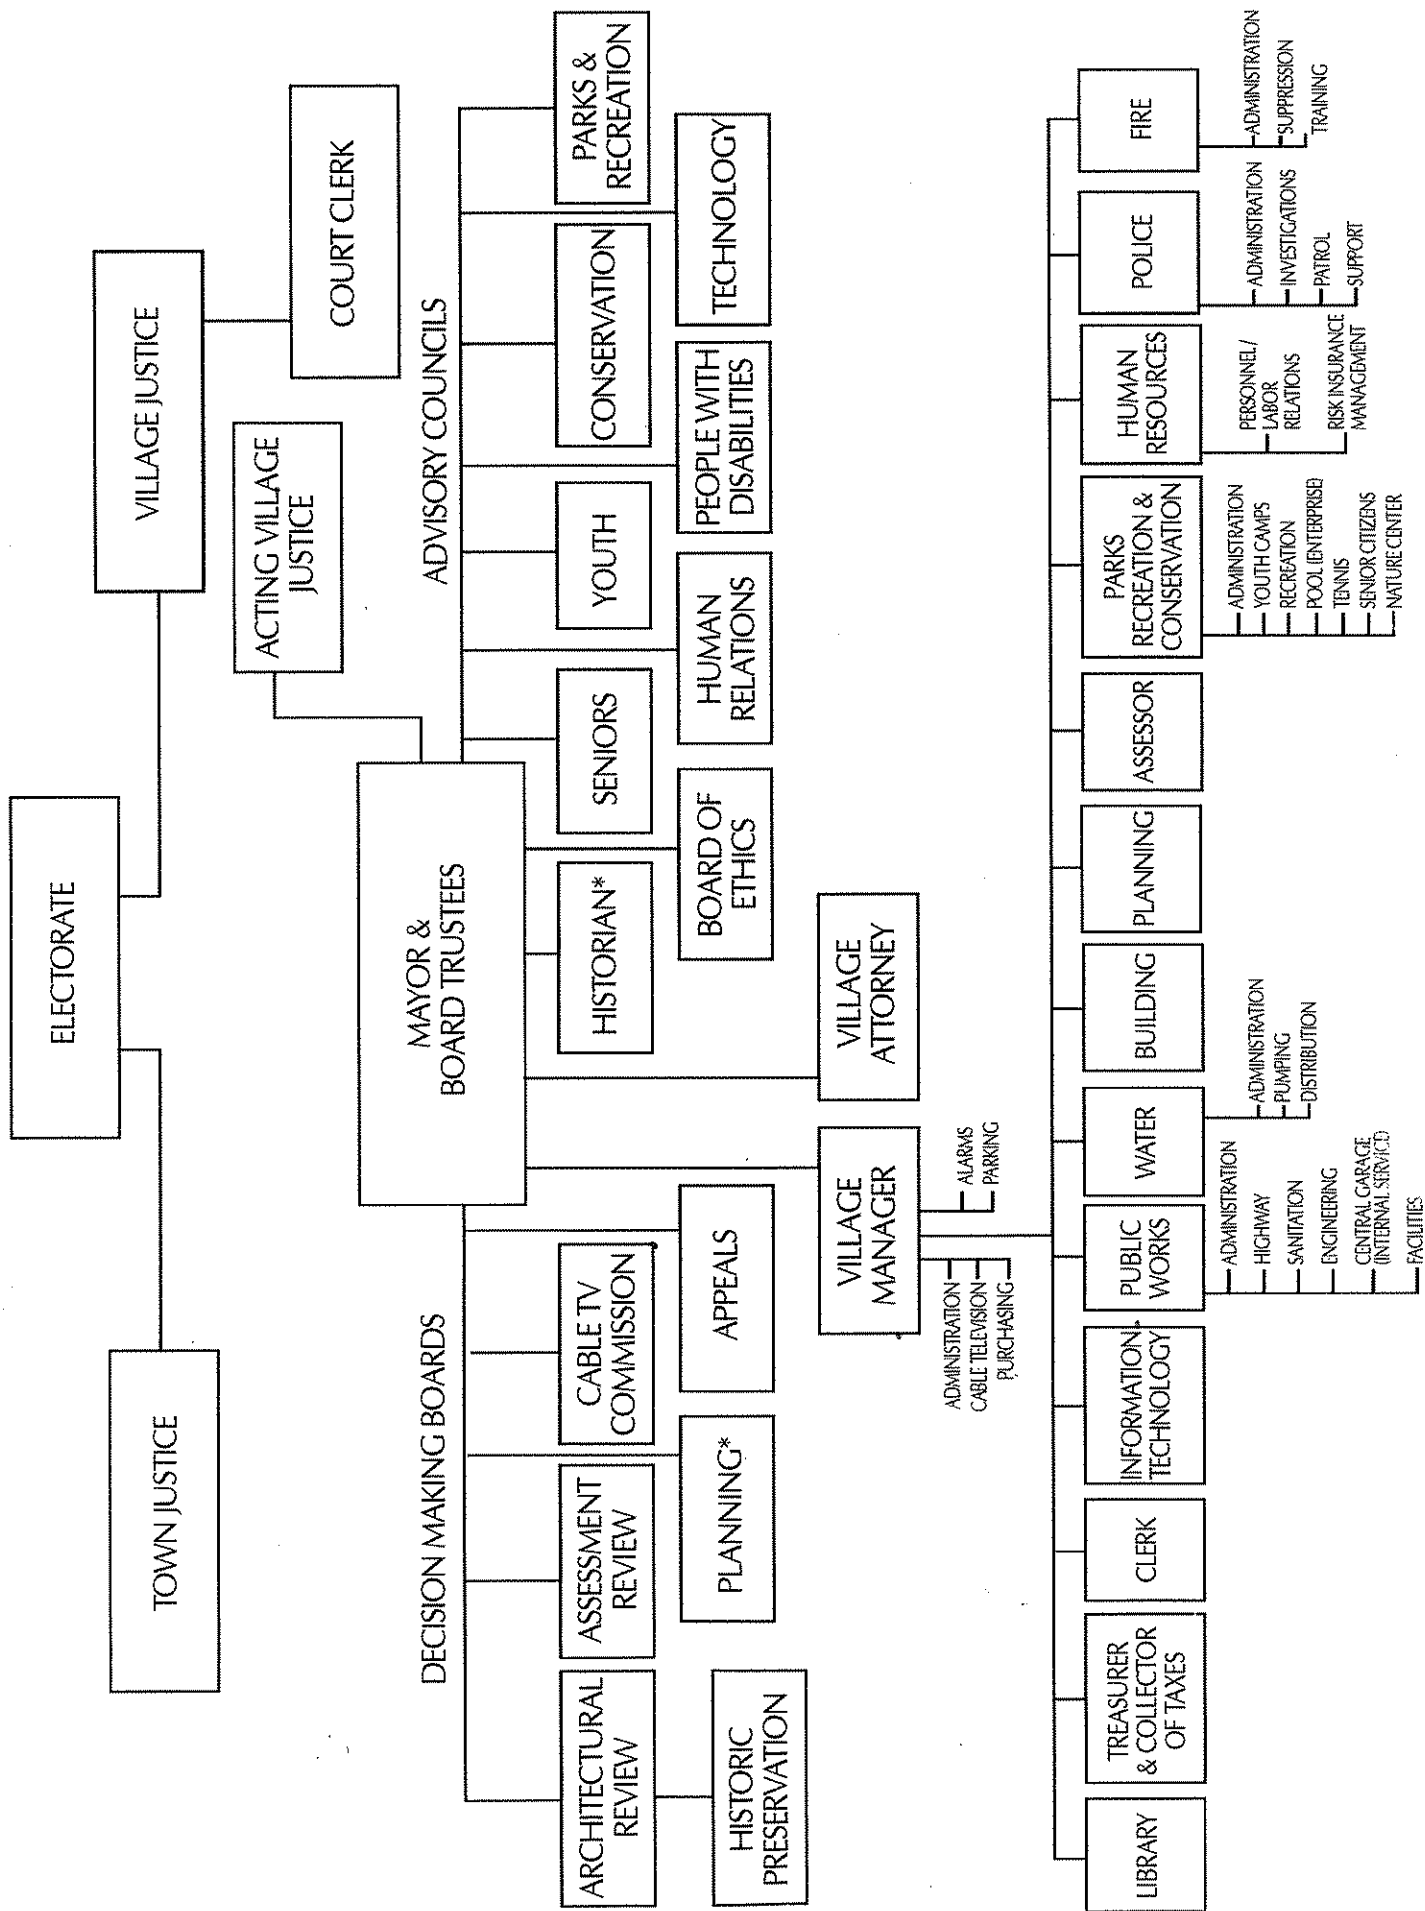 ELECTORATE
TOWN JUSTICE
VILLAGE JUSTICE
COURT CLERK
ACTING VILLAGE
JUSTICE
MAYOR &
BOARD TRUSTEES
DECISION MAKING BOARDS
ADVISORY COUNCILS
ARCHITECTURAL
REVIEW
HISTORIC
PRESERVATION
ASSESSMENT
REVIEW
PLANNING*
CABLE TV
COMMISSION
APPEALS
HISTORIAN*
BOARD OF
ETHICS
SENIORS
HUMAN
RELATIONS
YOUTH
PEOPLE WITH
DISABILITIES
CONSERVATION
TECHNOLOGY
PARKS &
RECREATION
VILLAGE
MANAGER
ADMINISTRATION
CABLE TELEVISION
PURCHASING
ALARMS
PARKING
VILLAGE
ATTORNEY
LIBRARY
TREASURER
& COLLECTOR
OF TAXES
CLERK
INFORMATION
TECHNOLOGY
PUBLIC
WORKS
ADMINISTRATION
HIGHWAY
SANITATION
ENGINEERING
CENTRAL GARAGE
(INTERNAL SERVICE)
FACILITIES
WATER
ADMINISTRATION
PUMPING
DISTRIBUTION
BUILDING
PLANNING
ASSESSOR
PARKS
RECREATION &
CONSERVATION
ADMINISTRATION
YOUTH CAMPS
RECREATION
POOL (ENTERPRISE)
TENNIS
SENIOR CITIZENS
NATURE CENTER
HUMAN
RESOURCES
PERSONNEL/
LABOR
RELATIONS
RISK INSURANCE
MANAGEMENT
POLICE
ADMINISTRATION
INVESTIGATIONS
PATROL
SUPPORT
FIRE
ADMINISTRATION
SUPPRESSION
TRAINING